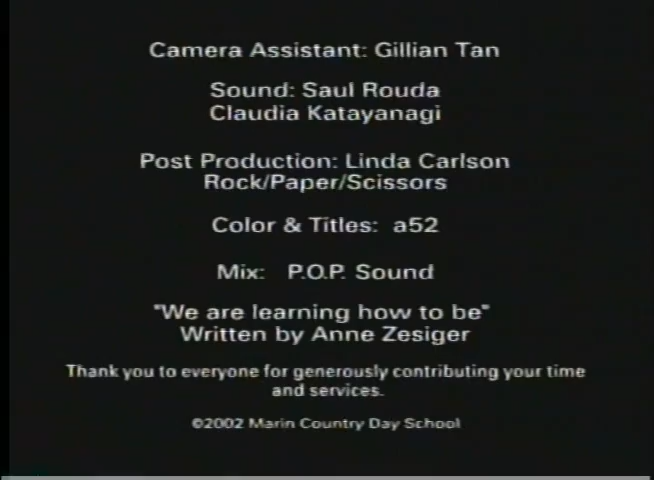 Camera Assistant: Gillian Tan
Sound: Saul Rouda
Claudia Katayanagi
Post Production: Linda Carlson
Rock/Paper/Scissors
Color & Titles: a52
Mix: P.O.P. Sound
"We are learning how to be"
Written by Anne Zesiger
Thank you to everyone for generously contributing your time
and services.
©2002 Marin Country Day School